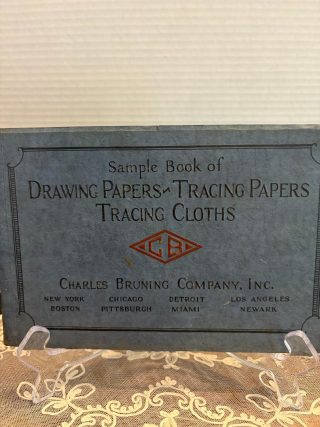 Sample Book of
DRAWING PAPERS ~ TRACING PAPERS
TRACING CLOTHS
CB
CHARLES BRUNING COMPANY, INC.
NEW YORK CHICAGO DETROIT LOS ANGELES
BOSTON PITTSBURGH MIAMI NEWARK